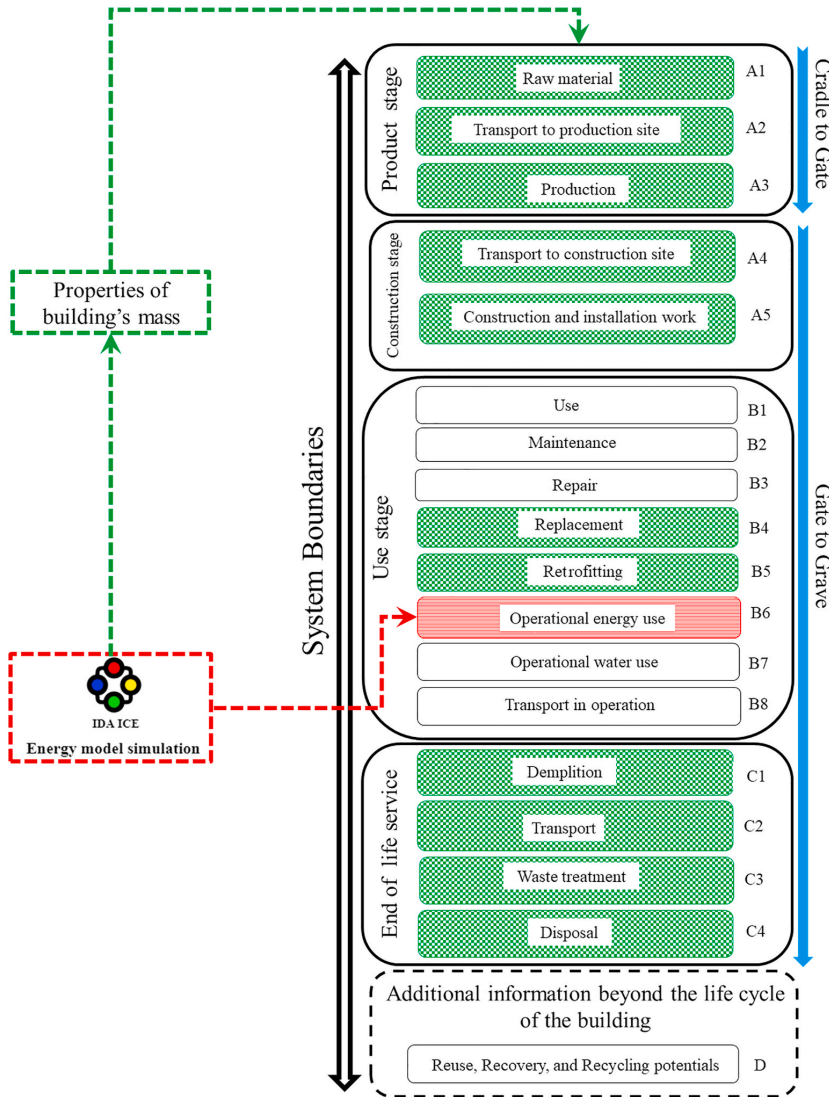 Properties of
building's mass
IDA ICE
Energy model simulation
System Boundaries
Product stage
Raw material
A1
Transport to production site
A2
Production
A3
Cradle to Gate
Construction stage
Transport to construction site
A4
Construction and installation work
A5
Use stage
Use
B1
Maintenance
B2
Repair
B3
Replacement
B4
Retrofitting
B5
Operational energy use
B6
Operational water use
B7
Transport in operation
B8
Gate to Grave
End of life service
Demplition
C1
Transport
C2
Waste treatment
C3
Disposal
C4
Additional information beyond the life cycle
of the building
Reuse, Recovery, and Recycling potentials
D